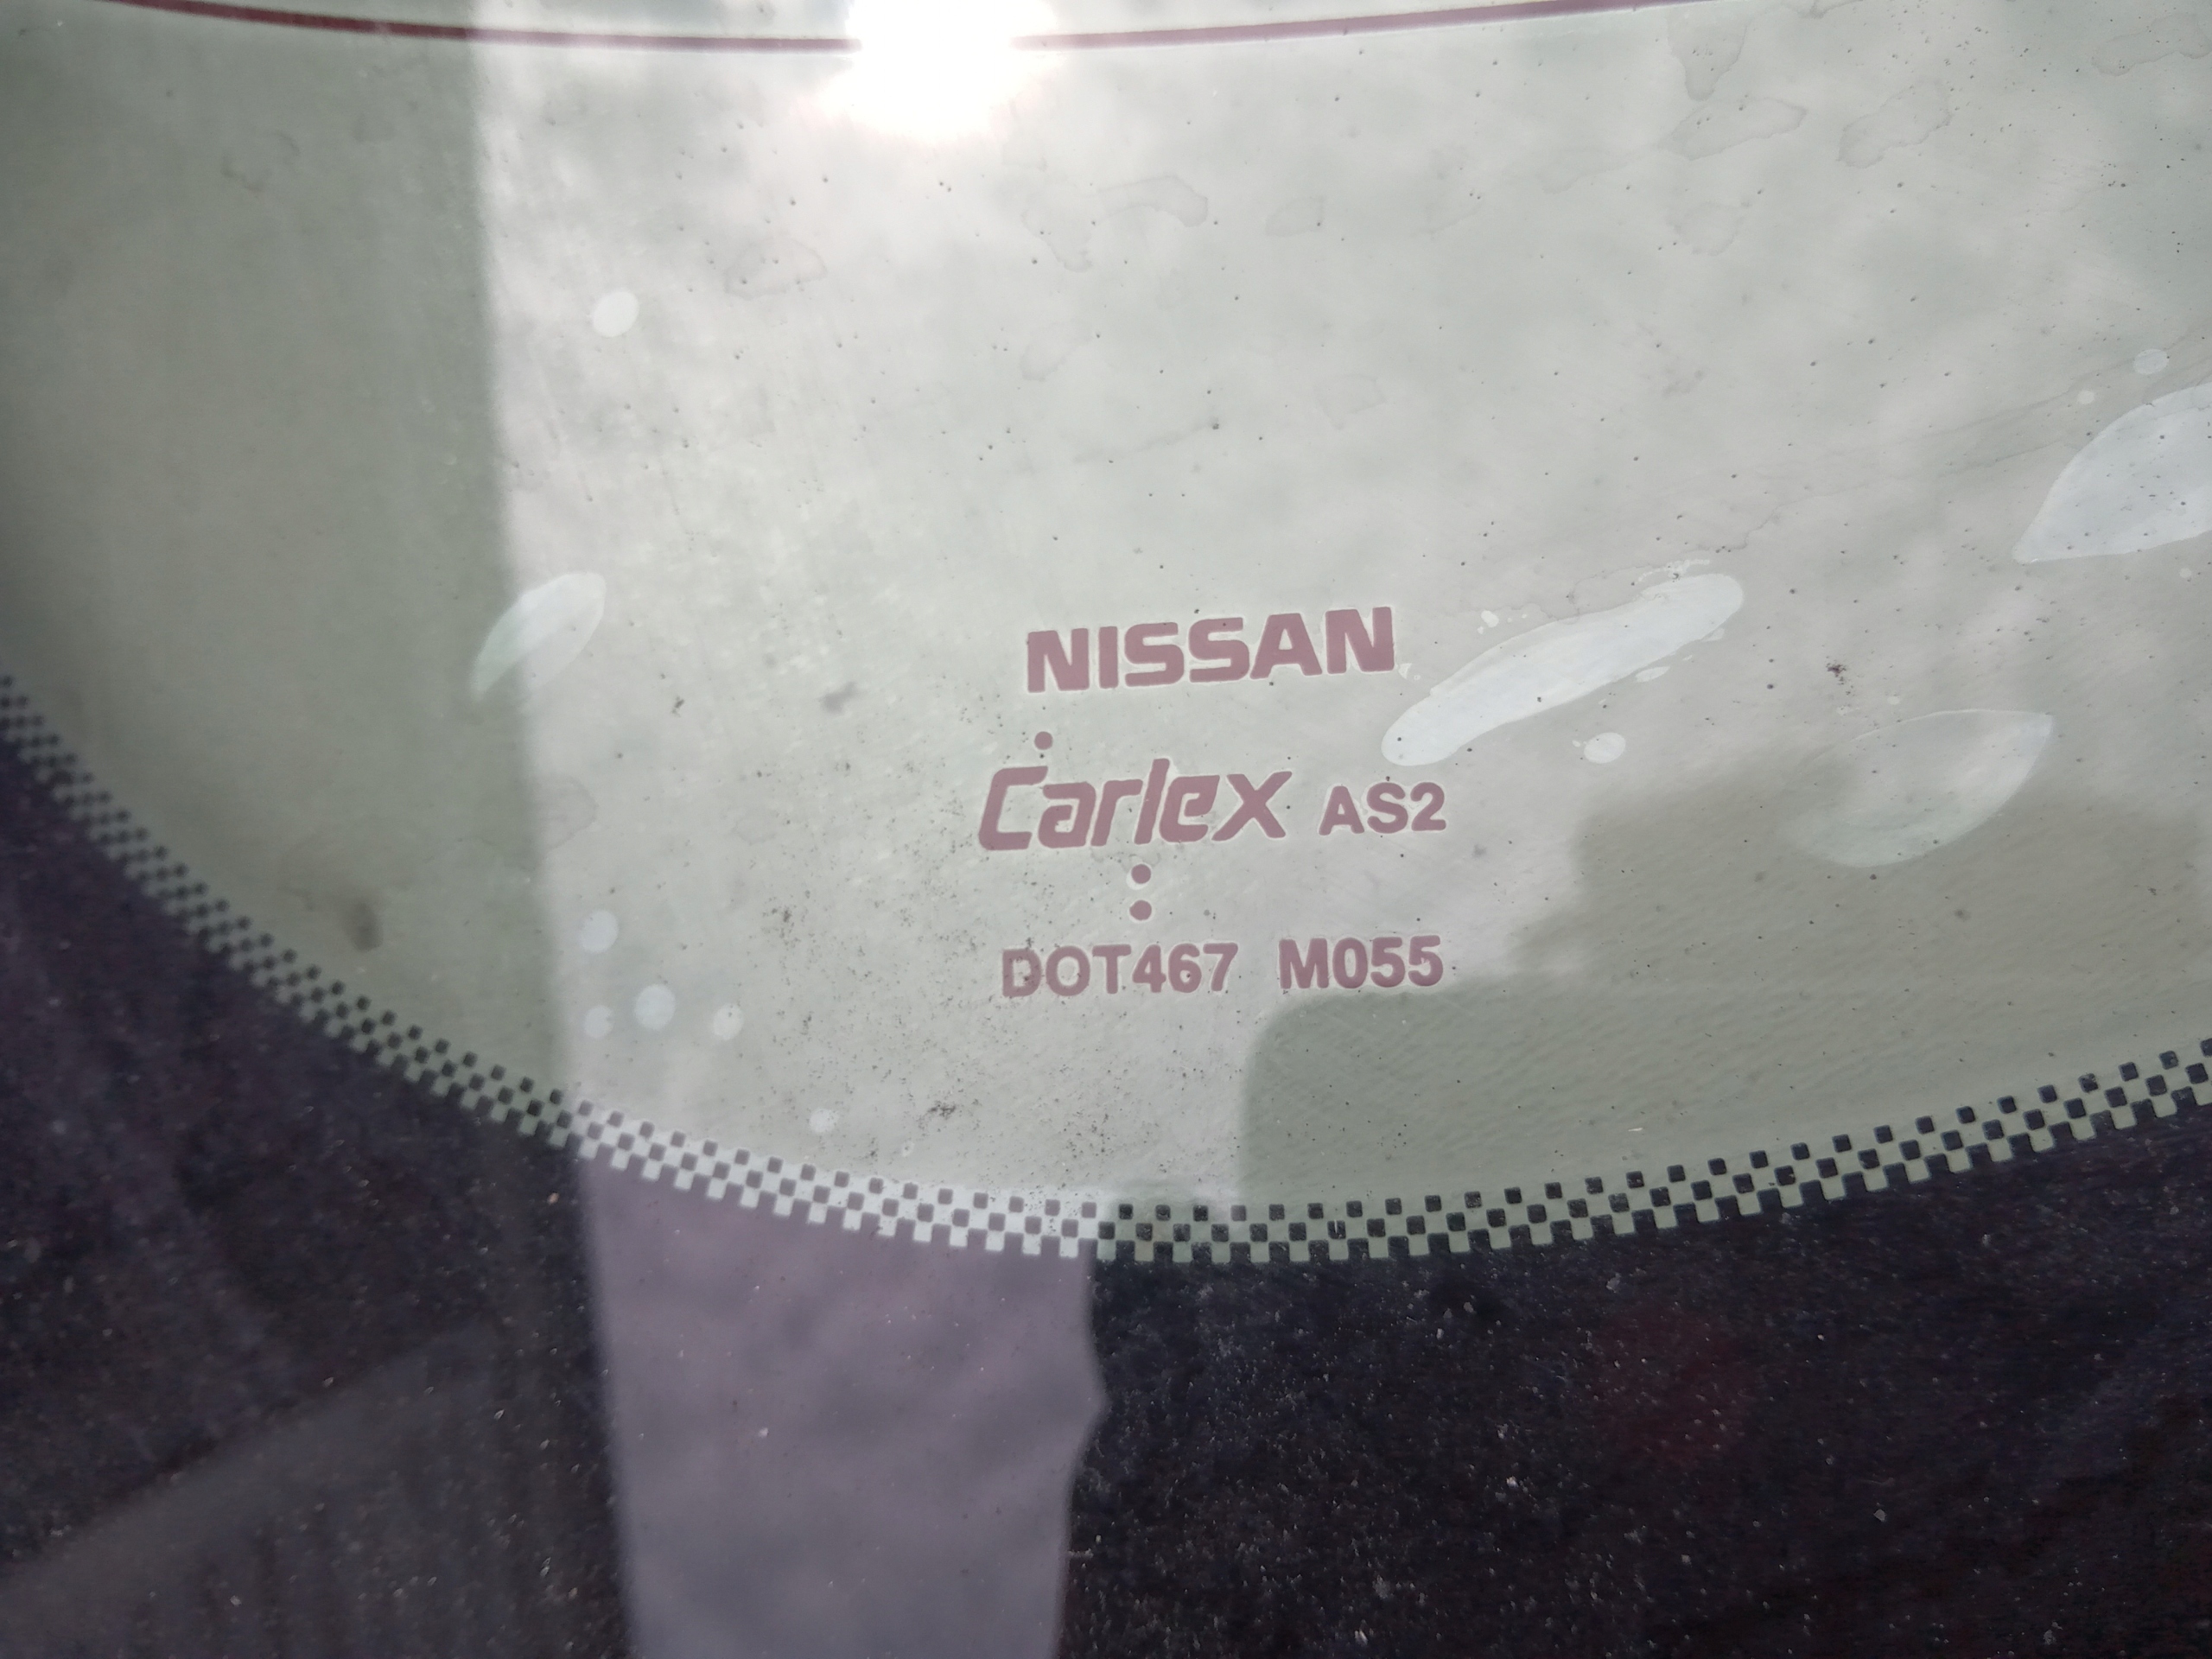 NISSAN
Carlex AS2
DOT467 M055